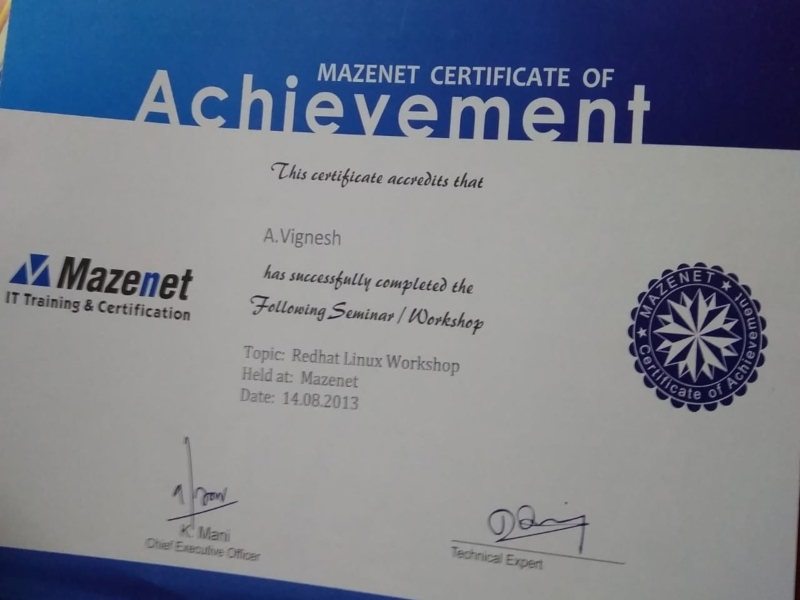 MAZENET CERTIFICATE OF
Achievement
This certificate accredits that
A.Vignesh
has successfully completed the
Following Seminar / Workshop
Mazenet
IT Training & Certification
Topic: Redhat Linux Workshop
Held at: Mazenet
Date: 14.08.2013
MAZENET
Certificate of Achievement
K. Mani
Chief Executive Officer
Technical Expert